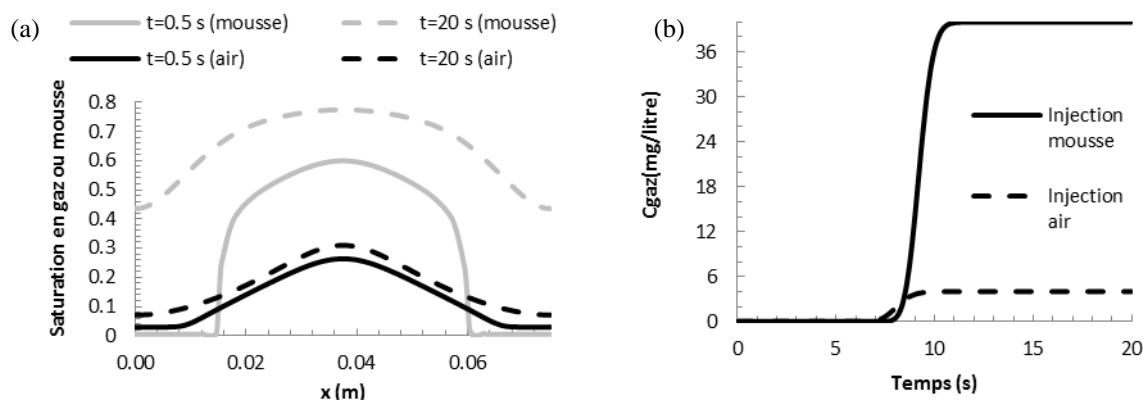 (a)
t=0.5 s (mousse) t=20 s (mousse)
t=0.5 s (air) t=20 s (air)
Saturation en gaz ou mousse
0.8
0.7
0.6
0.5
0.4
0.3
0.2
0.1
0
0.00 0.02 0.04 0.06
x (m)
(b)
Cgaz(mg/litre)
36
30
24
18
12
6
0
0 5 10 15 20
Temps (s)
Injection
mousse
Injection
air